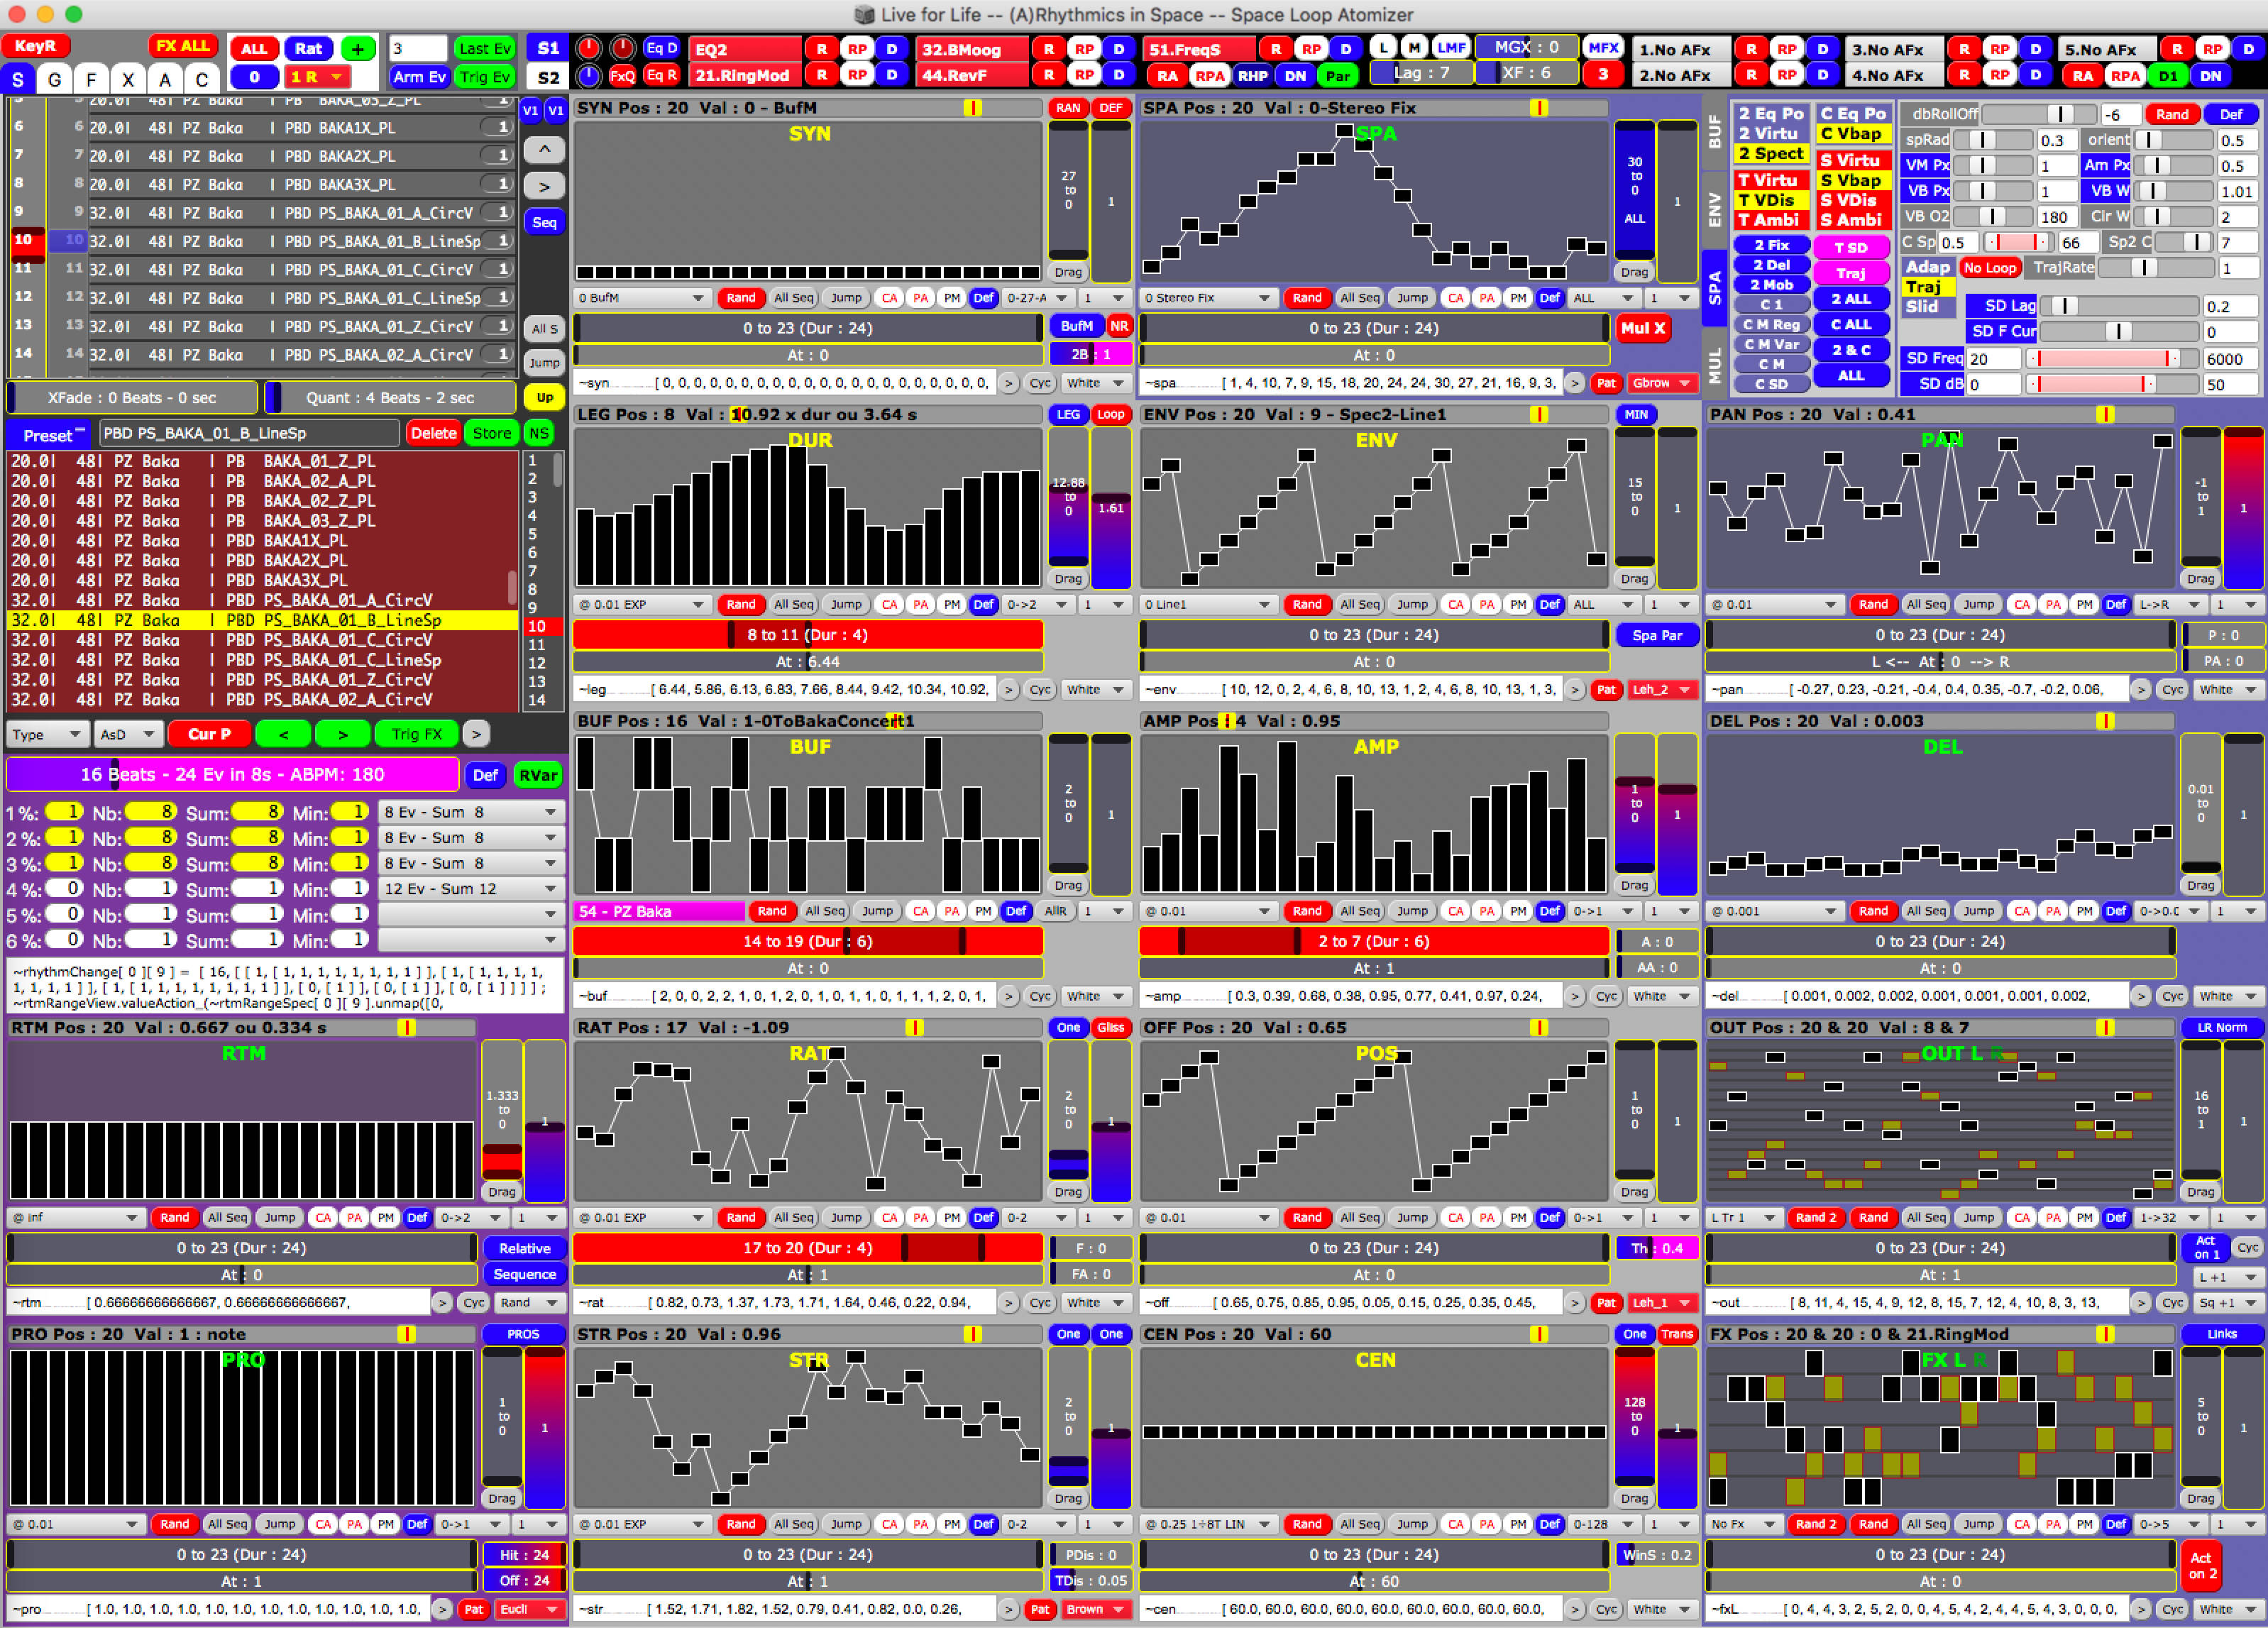 Live for Life -- (A)Rhythmics in Space -- Space Loop Atomizer
KeyR FX ALL ALL Rat + 3 Last Ev S1
S G F X A C 0 1 R Arm Ev Trig Ev S2
Eq D EQ2 R RP D 32.BMoog R RP D 51.FreqS R RP D L M LMF MGX : 0 MFX 1.No AFx R RP D 3.No AFx R RP D 5.No AFx R RP D
FxQ Eq R 21.RingMod R RP D 44.RevF R RP D RA RPA RHP DN Par Lag : 7 XF : 6 3 2.No AFx R RP D 4.No AFx R RP D RA RPA D1 DN
6 6 20.0| 48| PZ Baka | PBD BAKA1X_PL 1
7 7 20.0| 48| PZ Baka | PBD BAKA2X_PL 1
8 8 20.0| 48| PZ Baka | PBD BAKA3X_PL 1
9 9 32.0| 48| PZ Baka | PBD PS_BAKA_01_A_CircV 1
10 10 32.0| 48| PZ Baka | PBD PS_BAKA_01_B_LineSp 1
11 11 32.0| 48| PZ Baka | PBD PS_BAKA_01_C_CircV 1
12 12 32.0| 48| PZ Baka | PBD PS_BAKA_01_C_LineSp 1
13 13 32.0| 48| PZ Baka | PBD PS_BAKA_01_Z_CircV 1
14 14 32.0| 48| PZ Baka | PBD PS_BAKA_02_A_CircV 1
V1 V1
^
>
Seq
All S
Jump
Up
XFade : 0 Beats - 0 sec Quant : 4 Beats - 2 sec
Preset PBD PS_BAKA_01_B_LineSp Delete Store NS
20.0| 48| PZ Baka | PB BAKA_01_Z_PL 1
20.0| 48| PZ Baka | PB BAKA_02_A_PL 2
20.0| 48| PZ Baka | PB BAKA_02_Z_PL 3
20.0| 48| PZ Baka | PB BAKA_03_Z_PL 4
20.0| 48| PZ Baka | PBD BAKA1X_PL 5
20.0| 48| PZ Baka | PBD BAKA2X_PL 6
20.0| 48| PZ Baka | PBD BAKA3X_PL 7
32.0| 48| PZ Baka | PBD PS_BAKA_01_A_CircV 8
32.0| 48| PZ Baka | PBD PS_BAKA_01_B_LineSp 9
32.0| 48| PZ Baka | PBD PS_BAKA_01_C_CircV 10
32.0| 48| PZ Baka | PBD PS_BAKA_01_C_LineSp 11
32.0| 48| PZ Baka | PBD PS_BAKA_01_Z_CircV 12
32.0| 48| PZ Baka | PBD PS_BAKA_02_A_CircV 13
14
Type AsD Cur P < > Trig FX >
16 Beats - 24 Ev in 8s - ABPM: 180 Def RVar
1 %: 1 Nb: 8 Sum: 8 Min: 1 8 Ev - Sum 8
2 %: 1 Nb: 8 Sum: 8 Min: 1 8 Ev - Sum 8
3 %: 1 Nb: 8 Sum: 8 Min: 1 8 Ev - Sum 8
4 %: 0 Nb: 1 Sum: 1 Min: 1 12 Ev - Sum 12
5 %: 0 Nb: 1 Sum: 1 Min: 1
6 %: 0 Nb: 1 Sum: 1 Min: 1
~rhythmChange[ 0 ][ 9 ] = [ 16, [ [ 1, [ 1, 1, 1, 1, 1, 1, 1, 1 ] ], [ 1, [ 1, 1, 1, 1,
1, 1, 1, 1 ] ], [ 1, [ 1, 1, 1, 1, 1, 1, 1, 1 ] ], [ 0, [ 1 ] ], [ 0, [ 1 ] ], [ 0, [ 1 ] ] ] ] ;
~rtmRangeView.valueAction_(~rtmRangeSpec[ 0 ][ 9 ].unmap([0,
RTM Pos : 20 Val : 0.667 ou 0.334 s
RTM
1.333 to 0 1
Drag
@ inf Rand All Seq Jump CA PA PM Def 0->2 1
0 to 23 (Dur : 24) Relative
At : 0 Sequence
~rtm [ 0.66666666666667, 0.66666666666667, > Cyc Rand
PRO Pos : 20 Val : 1 : note PROS
PRO
1 to 0 1
Drag
@ 0.01 Rand All Seq Jump CA PA PM Def 0->1 1
0 to 23 (Dur : 24) Hit : 24
At : 1 Off : 24
~pro [ 1.0, 1.0, 1.0, 1.0, 1.0, 1.0, 1.0, 1.0, 1.0, 1.0, 1.0, 1.0, > Pat Eucli
SYN Pos : 20 Val : 0 - BufM RAN DEF
SYN
27 to 0 1
Drag
0 BufM Rand All Seq Jump CA PA PM Def 0-27-A 1
0 to 23 (Dur : 24) BufM NR
At : 0 2B : 1
~syn [ 0, 0, 0, 0, 0, 0, 0, 0, 0, 0, 0, 0, 0, 0, 0, 0, 0, 0, 0, 0, 0, > Cyc White
LEG Pos : 8 Val : 10.92 x dur ou 3.64 s LEG Loop
DUR
12.88 to 0 1.61
Drag
@ 0.01 EXP Rand All Seq Jump CA PA PM Def 0->2 1
8 to 11 (Dur : 4)
At : 6.44
~leg [ 6.44, 5.86, 6.13, 6.83, 7.66, 8.44, 9.42, 10.34, 10.92, > Cyc White
BUF Pos : 16 Val : 1-0ToBakaConcert1
BUF
2 to 0 1
Drag
54 - PZ Baka Rand All Seq Jump CA PA PM Def AllR 1
14 to 19 (Dur : 6)
At : 0
~buf [ 2, 0, 0, 2, 2, 1, 0, 1, 2, 0, 1, 0, 1, 1, 0, 1, 1, 1, 2, 0, 1, > Cyc White
RAT Pos : 17 Val : -1.09 One Gliss
RAT
2 to 0 1
Drag
@ 0.01 EXP Rand All Seq Jump CA PA PM Def 0-2 1
17 to 20 (Dur : 4) F : 0
At : 1 FA : 0
~rat [ 0.82, 0.73, 1.37, 1.73, 1.71, 1.64, 0.46, 0.22, 0.94, > Cyc White
STR Pos : 20 Val : 0.96 One One
STR
2 to 0 1
Drag
@ 0.01 EXP Rand All Seq Jump CA PA PM Def 0-2 1
0 to 23 (Dur : 24) PDis : 0
At : 1 TDis : 0.05
~str [ 1.52, 1.71, 1.82, 1.52, 0.79, 0.41, 0.82, 0.0, 0.26, > Pat Brown
SPA Pos : 20 Val : 0-Stereo Fix
SPA
30 to 0 ALL 1
Drag
0 Stereo Fix Rand All Seq Jump CA PA PM Def ALL 1
0 to 23 (Dur : 24) Mul X
At : 0
~spa [ 1, 4, 10, 7, 9, 15, 18, 20, 24, 24, 30, 27, 21, 16, 9, 3, > Pat Gbrow
ENV Pos : 20 Val : 9 - Spec2-Line1 MIN
ENV
15 to 0 1
Drag
0 Line1 Rand All Seq Jump CA PA PM Def ALL 1
0 to 23 (Dur : 24) Spa Par
At : 0
~env [ 10, 12, 0, 2, 4, 6, 8, 10, 13, 1, 2, 4, 6, 8, 10, 13, 1, 3, > Pat Leh_2
AMP Pos : 4 Val : 0.95
AMP
1 to 0 1
Drag
@ 0.01 Rand All Seq Jump CA PA PM Def 0->1 1
2 to 7 (Dur : 6) A : 0
At : 1 AA : 0
~amp [ 0.3, 0.39, 0.68, 0.38, 0.95, 0.77, 0.41, 0.97, 0.24, > Cyc White
OFF Pos : 20 Val : 0.65
POS
1 to 0 1
Drag
@ 0.01 Rand All Seq Jump CA PA PM Def 0->1 1
0 to 23 (Dur : 24) Th : 0.4
At : 0
~off [ 0.65, 0.75, 0.85, 0.95, 0.05, 0.15, 0.25, 0.35, 0.45, > Pat Leh_1
CEN Pos : 20 Val : 60 One Trans
CEN
128 to 0 1
Drag
@ 0.25 1÷8T LIN Rand All Seq Jump CA PA PM Def 0-128 1
0 to 23 (Dur : 24) WinS : 0.2
At : 60
~cen [ 60.0, 60.0, 60.0, 60.0, 60.0, 60.0, 60.0, 60.0, 60.0, > Cyc White
BUF
ENV
SPA
MUL
2 Eq Po C Eq Po dbRollOff -6 Rand Def
2 Virtu C Vbap spRad 0.3 orient 0.5
2 Spect S Virtu VM Px 1 Am Px 0.5
T Virtu S Vbap VB Px 1 VB W 1.01
T VDis S VDis VB O2 180 Clr W 2
T Ambi S Ambi C Sp 0.5 66 Sp2 C 7
2 Fix T SD Adap No Loop TrajRate 1
2 Del Traj Traj
2 Mob 2 ALL Slid SD Lag 0.2
C 1 C ALL SD F Cur 0
C M Reg 2 & C SD Freq 20 6000
C M Var ALL SD dB 0 50
C M
C SD
PAN Pos : 20 Val : 0.41
PAN
-1 to 1 1
Drag
@ 0.01 Rand All Seq Jump CA PA PM Def L->R 1
0 to 23 (Dur : 24) P : 0
L <-- At : 0 --> R PA : 0
~pan [ -0.27, 0.23, -0.21, -0.4, 0.4, 0.35, -0.7, -0.2, 0.06, > Cyc White
DEL Pos : 20 Val : 0.003
DEL
0.01 to 0 1
Drag
@ 0.001 Rand All Seq Jump CA PA PM Def 1
0 to 23 (Dur : 24)
At : 0
~del [ 0.001, 0.002, 0.002, 0.001, 0.001, 0.001, 0.002, > Cyc White
OUT Pos : 20 & 20 Val : 8 & 7 LR Norm
OUT L R
16 to 1 1
Drag
L Tr 1 Rand 2 Rand All Seq Jump CA PA PM Def 1->32 1
0 to 23 (Dur : 24) Act on 1 Cyc
At : 1 L +1
~out [ 8, 11, 4, 15, 4, 9, 12, 8, 15, 7, 12, 4, 10, 8, 3, 13, > Cyc Sq +1
FX Pos : 20 & 20 : 0 & 21.RingMod Links
FX L R
5 to 0 1
Drag
No Fx Rand 2 Rand All Seq Jump CA PA PM Def 0->5 1
0 to 23 (Dur : 24) Act on 2
At : 0
~fxL [ 0, 4, 4, 3, 2, 5, 2, 0, 0, 4, 5, 4, 2, 4, 4, 5, 4, 3, 0, 0, 0, > Cyc White